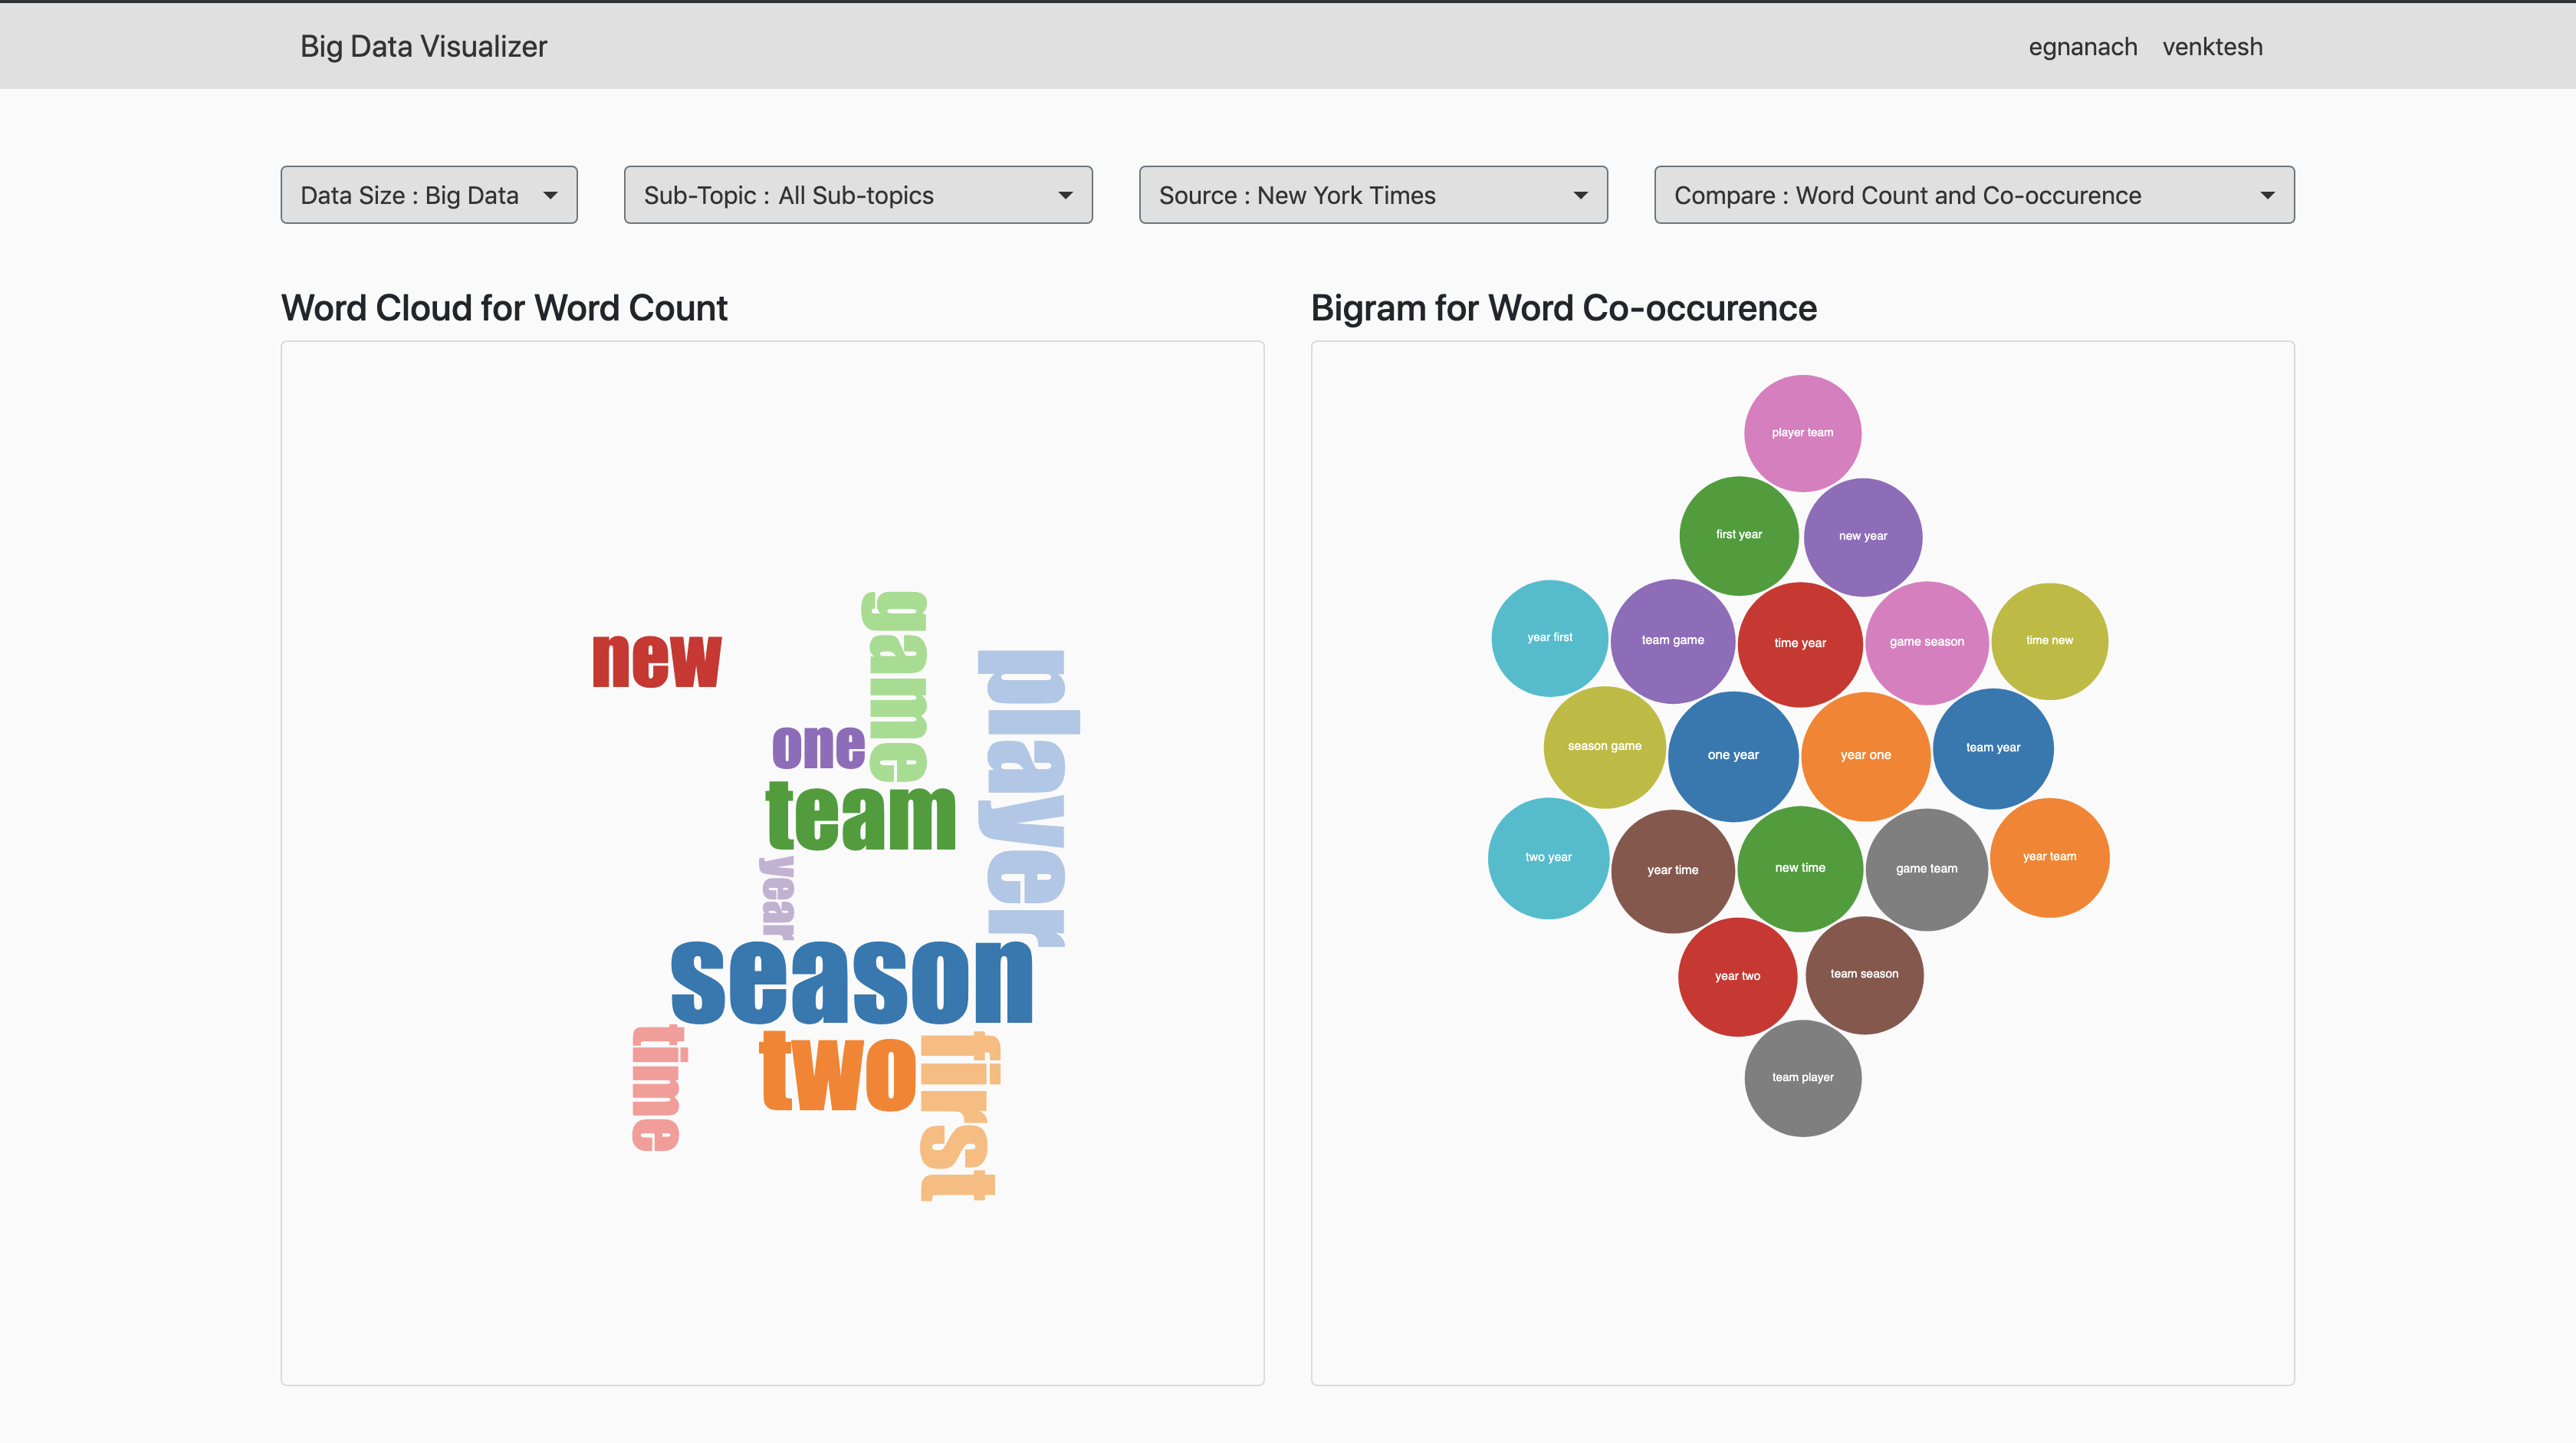 Big Data Visualizer
egnanach venktesh
Data Size : Big Data
Sub-Topic : All Sub-topics
Source : New York Times
Compare : Word Count and Co-occurence
Word Cloud for Word Count
new
game
player
one
team
year
season
time
two
first
Bigram for Word Co-occurence
player team
first year
new year
year first
team game
time year
game season
time new
season game
one year
year one
team year
two year
year time
new time
game team
year team
year two
team season
team player